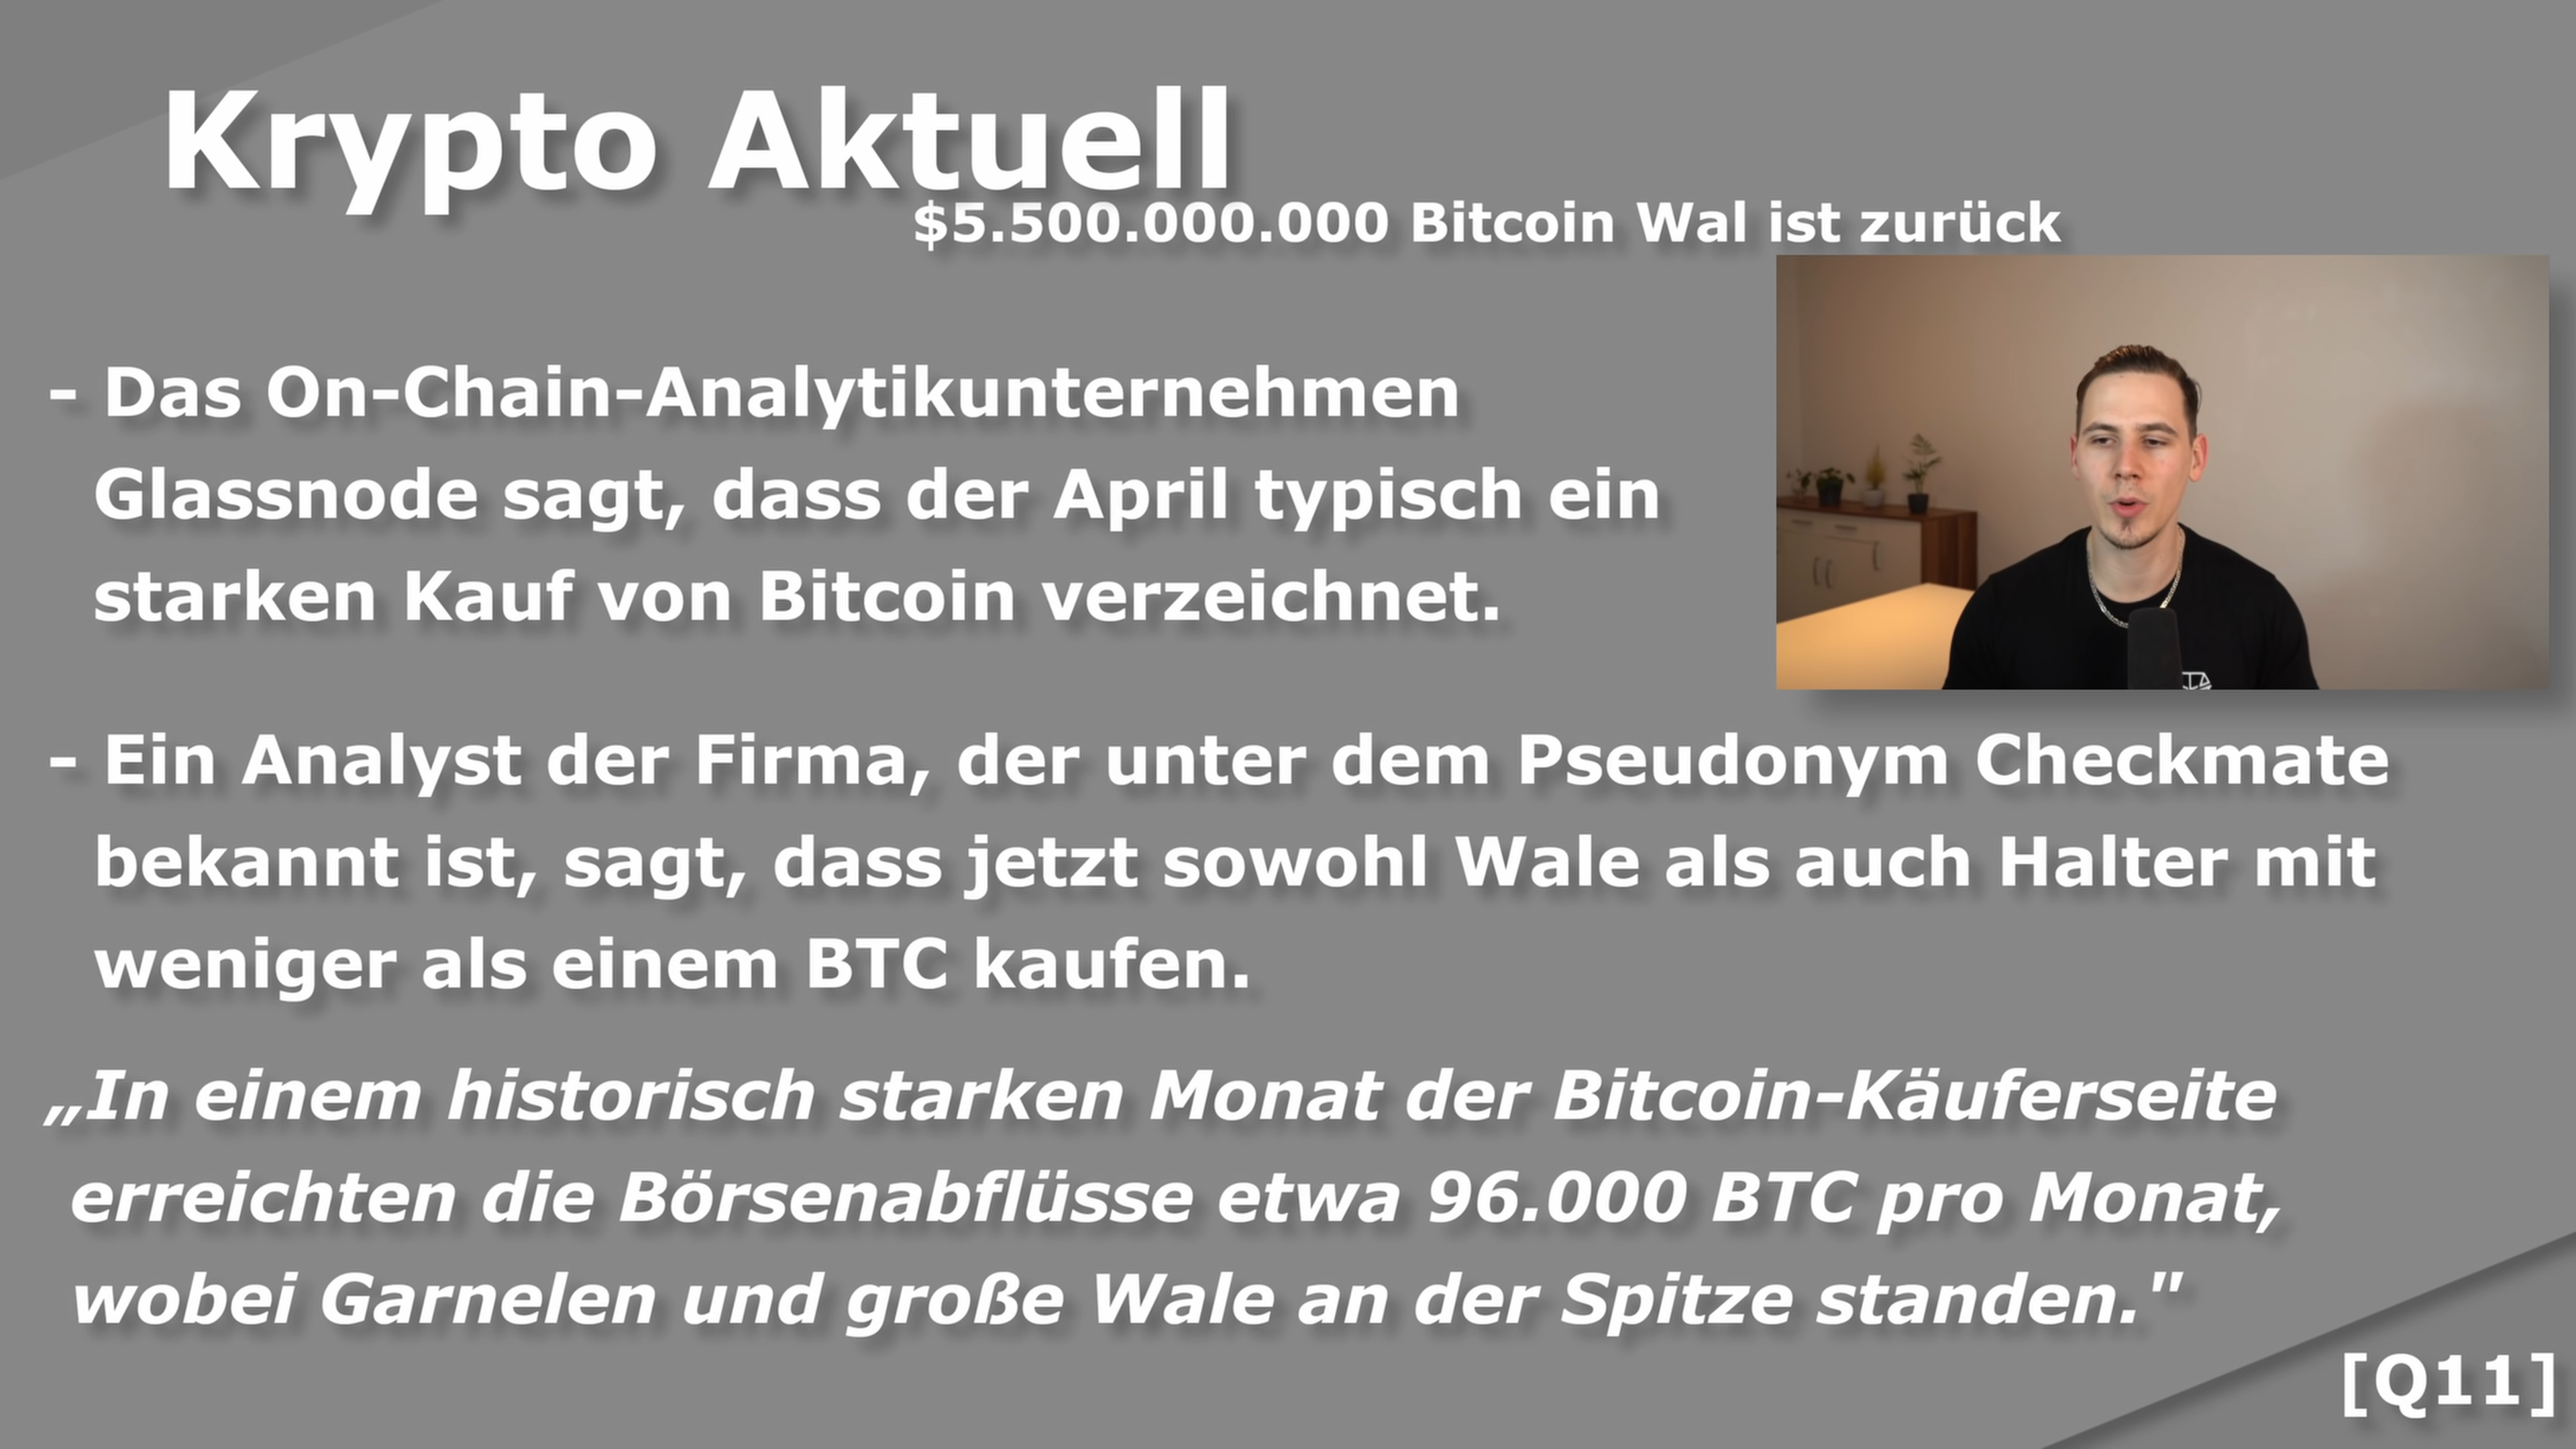 Krypto Aktuell
$5.500.000.000 Bitcoin Wal ist zurück
- Das On-Chain-Analytikunternehmen
Glassnode sagt, dass der April typisch ein
starken Kauf von Bitcoin verzeichnet.
- Ein Analyst der Firma, der unter dem Pseudonym Checkmate
bekannt ist, sagt, dass jetzt sowohl Wale als auch Halter mit
weniger als einem BTC kaufen.
„In einem historisch starken Monat der Bitcoin-Käuferseite
erreichten die Börsenabflüsse etwa 96.000 BTC pro Monat,
wobei Garnelen und große Wale an der Spitze standen."
[Q11]